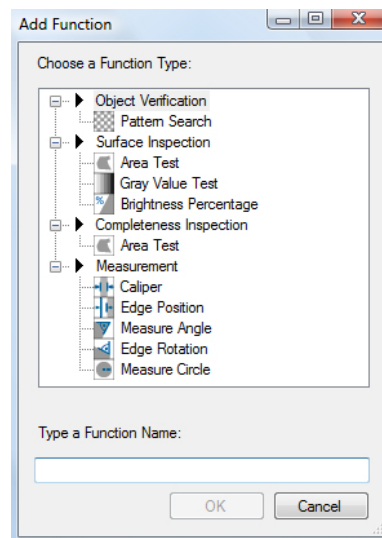 Add Function
Choose a Function Type:
Object Verification
Pattern Search
Surface Inspection
Area Test
Gray Value Test
Brightness Percentage
Completeness Inspection
Area Test
Measurement
Caliper
Edge Position
Measure Angle
Edge Rotation
Measure Circle
Type a Function Name:
OK Cancel